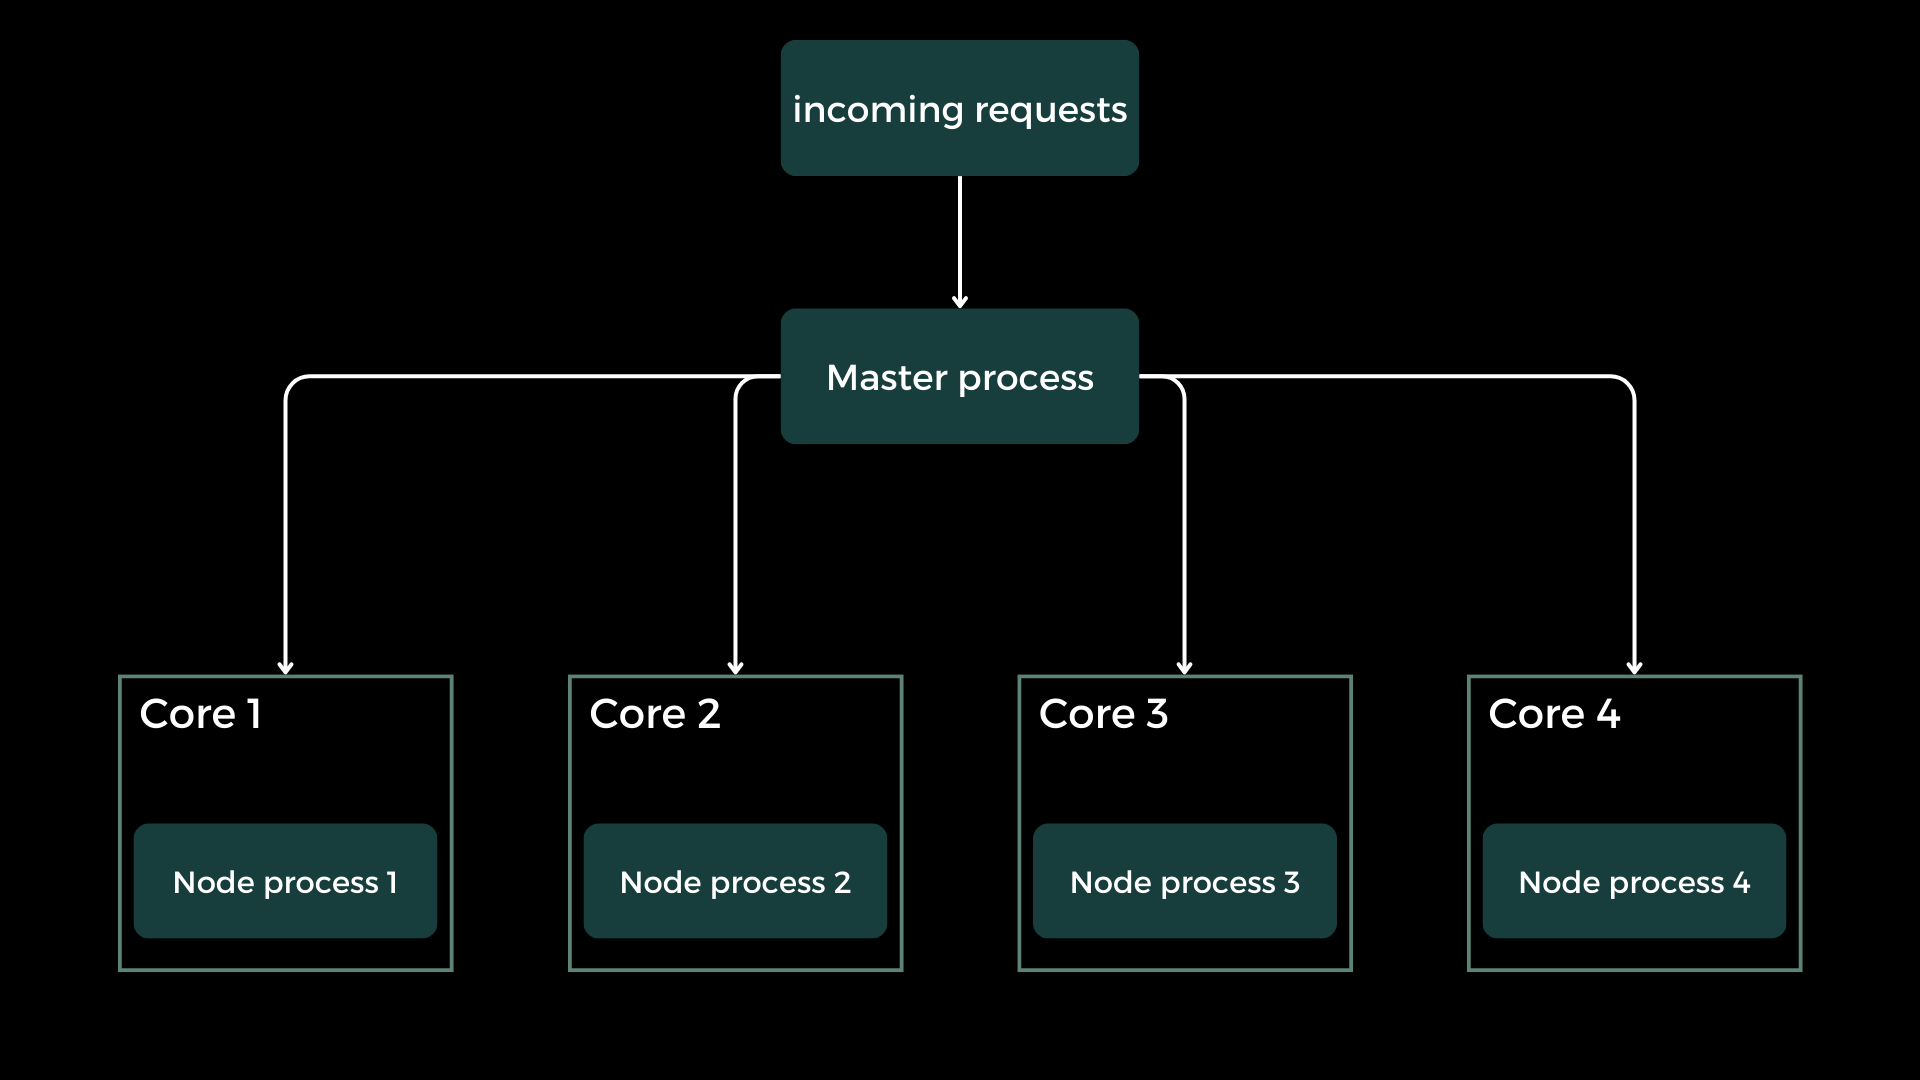 incoming requests
Master process
Core 1
Core 2
Core 3
Core 4
Node process 1
Node process 2
Node process 3
Node process 4